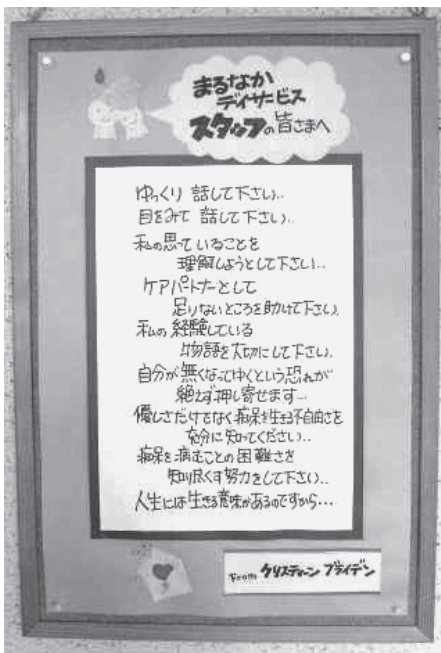 まるなか
デイサービス
スタッフの皆さまへ
ゆっくり 話して下さい..
目をみて 話して下さい..
私の思っていることを
理解しようとして下さい..
ケアパートナーとして
足りないところを助けて下さい.
私の経験している
物語を大切にして下さい.
自分が無くなってゆくという恐れが
絶えず押し寄せます...
優しさだけでなく痴呆を生きる不自由さを
充分に知ってください..
痴呆を病むことの困難さを
知り尽くす努力をして下さい..
人生には生きる意味があるのですから...
From クリスティーン ブライデン